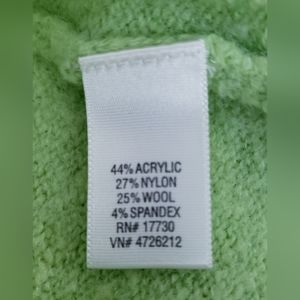 44% ACRYLIC
27% NYLON
25% WOOL
4% SPANDEX
RN# 17730
VN# 4726212